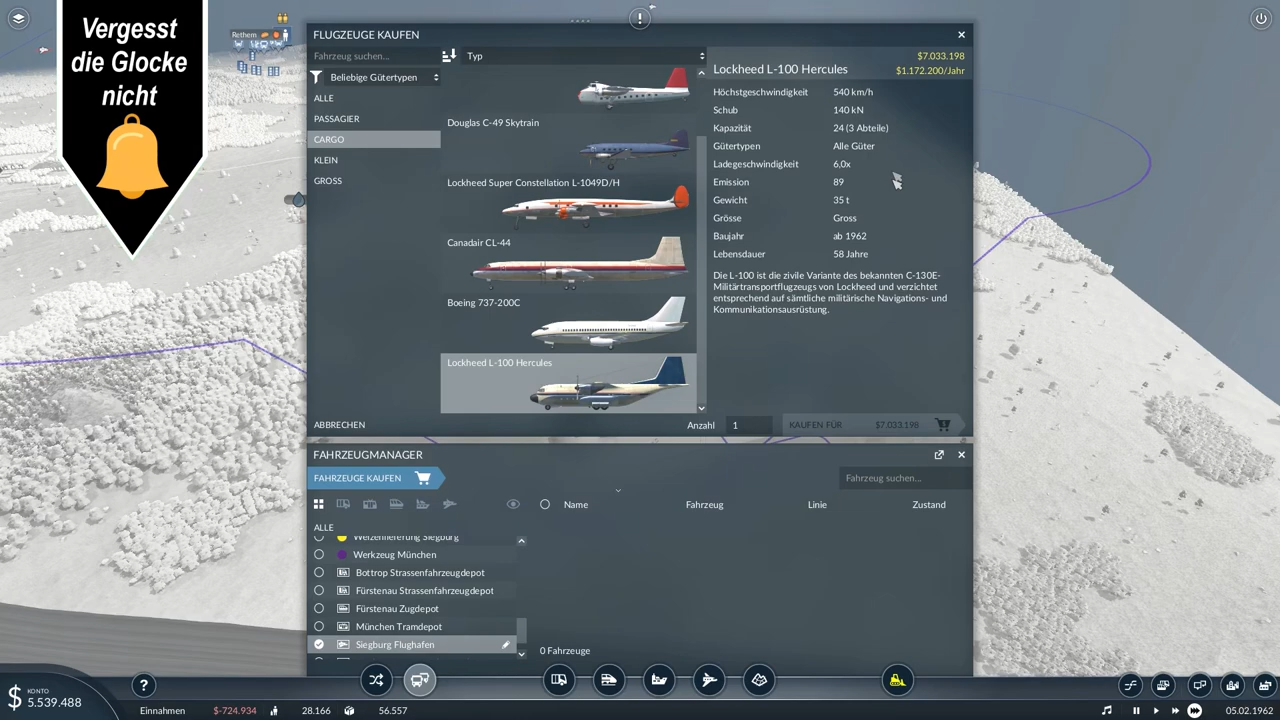 Vergesst
die Glocke
nicht
Rethem
FLUGZEUGE KAUFEN
Fahrzeug suchen...
Typ
Beliebige Gütertypen
ALLE
PASSAGIER
CARGO
KLEIN
GROSS
Douglas C-49 Skytrain
Lockheed Super Constellation L-1049D/H
Canadair CL-44
Boeing 737-200C
Lockheed L-100 Hercules
$7.033.198
Lockheed L-100 Hercules
$1.172.200/Jahr
Höchstgeschwindigkeit 540 km/h
Schub 140 kN
Kapazität 24 (3 Abteile)
Gütertypen Alle Güter
Ladegeschwindigkeit 6,0x
Emission 89
Gewicht 35 t
Grösse Gross
Baujahr ab 1962
Lebensdauer 58 Jahre
Die L-100 ist die zivile Variante des bekannten C-130E-
Militärtransportflugzeugs von Lockheed und verzichtet
entsprechend auf sämtliche militärische Navigations- und
Kommunikationsausrüstung.
ABBRECHEN
Anzahl 1
KAUFEN FÜR $7.033.198
FAHRZEUGMANAGER
FAHRZEUGE KAUFEN
Fahrzeug suchen...
Name Fahrzeug Linie Zustand
ALLE
Weizenlieferung Siegburg
Werkzeug München
Bottrop Strassenfahrzeugdepot
Fürstenau Strassenfahrzeugdepot
Fürstenau Zugdepot
München Tramdepot
Siegburg Flughafen
0 Fahrzeuge
$ KONTO
5.539.488
?
Einnahmen $-724.934 28.166 56.557
05.02.1962